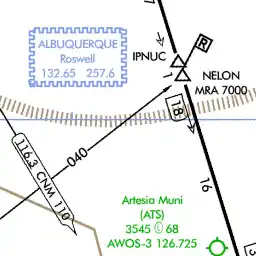 ALBUQUERQUE
Roswell
132.65 257.6
IPNUC
R
NELON
MRA 7000
1
18
116.3 CNM 110
040
16
Artesia Muni
(ATS)
3545 Ⓛ 68
AWOS-3 126.725